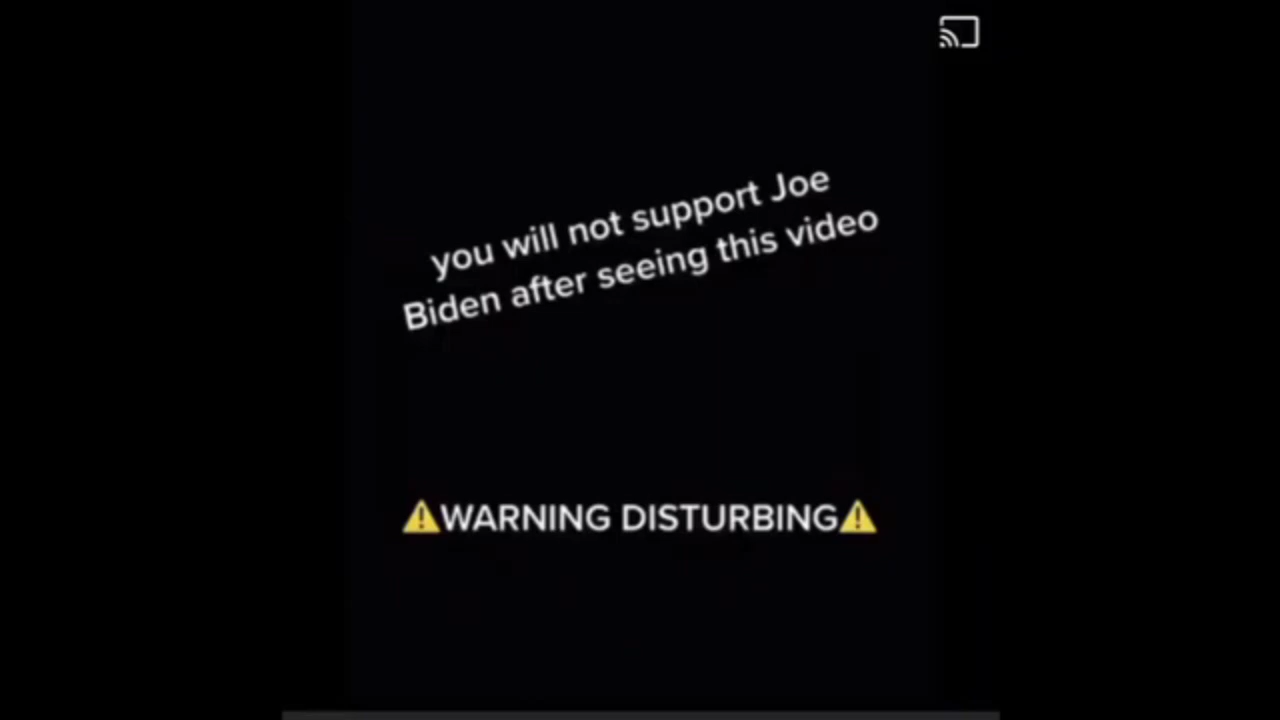 you will not support Joe
Biden after seeing this video
⚠️WARNING DISTURBING⚠️